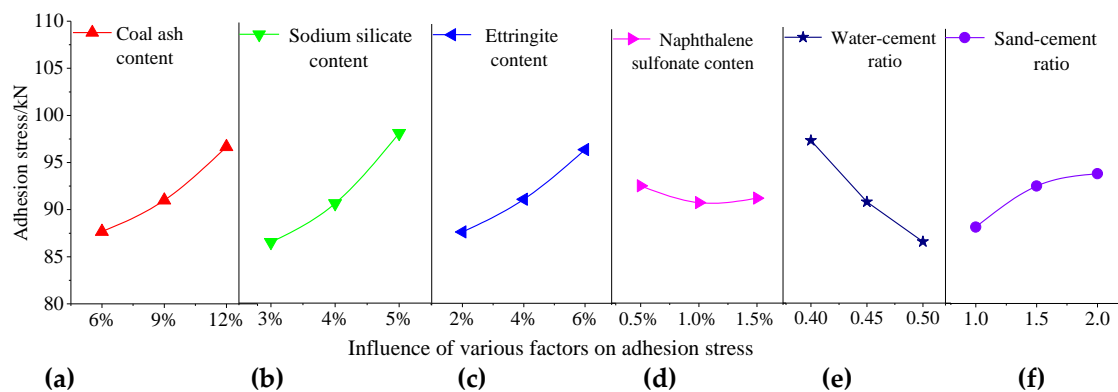 110
105
100
95
90
85
80
Adhesion stress/kN
Coal ash
content
Sodium silicate
content
Ettringite
content
Naphthalene
sulfonate conten
Water-cement
ratio
Sand-cement
ratio
6% 9% 12% 3% 4% 5% 2% 4% 6% 0.5% 1.0% 1.5% 0.40 0.45 0.50 1.0 1.5 2.0
Influence of various factors on adhesion stress
(a) (b) (c) (d) (e) (f)